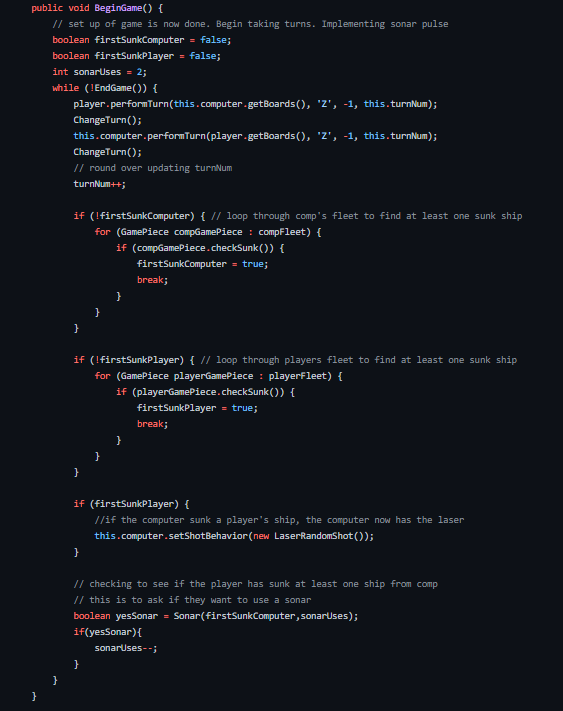 public void BeginGame() {
    // set up of game is now done. Begin taking turns. Implementing sonar pulse
    boolean firstSunkComputer = false;
    boolean firstSunkPlayer = false;
    int sonarUses = 2;
    while (!EndGame()) {
        player.performTurn(this.computer.getBoards(), 'Z', -1, this.turnNum);
        ChangeTurn();
        this.computer.performTurn(player.getBoards(), 'Z', -1, this.turnNum);
        ChangeTurn();
        // round over updating turnNum
        turnNum++;

        if (!firstSunkComputer) { // loop through comp's fleet to find at least one sunk ship
            for (GamePiece compGamePiece : compFleet) {
                if (compGamePiece.checkSunk()) {
                    firstSunkComputer = true;
                    break;
                }
            }
        }

        if (!firstSunkPlayer) { // loop through players fleet to find at least one sunk ship
            for (GamePiece playerGamePiece : playerFleet) {
                if (playerGamePiece.checkSunk()) {
                    firstSunkPlayer = true;
                    break;
                }
            }
        }

        if (firstSunkPlayer) {
            //if the computer sunk a player's ship, the computer now has the laser
            this.computer.setShotBehavior(new LaserRandomShot());
        }

        // checking to see if the player has sunk at least one ship from comp
        // this is to ask if they want to use a sonar
        boolean yesSonar = Sonar(firstSunkComputer,sonarUses);
        if(yesSonar){
            sonarUses--;
        }
    }
}